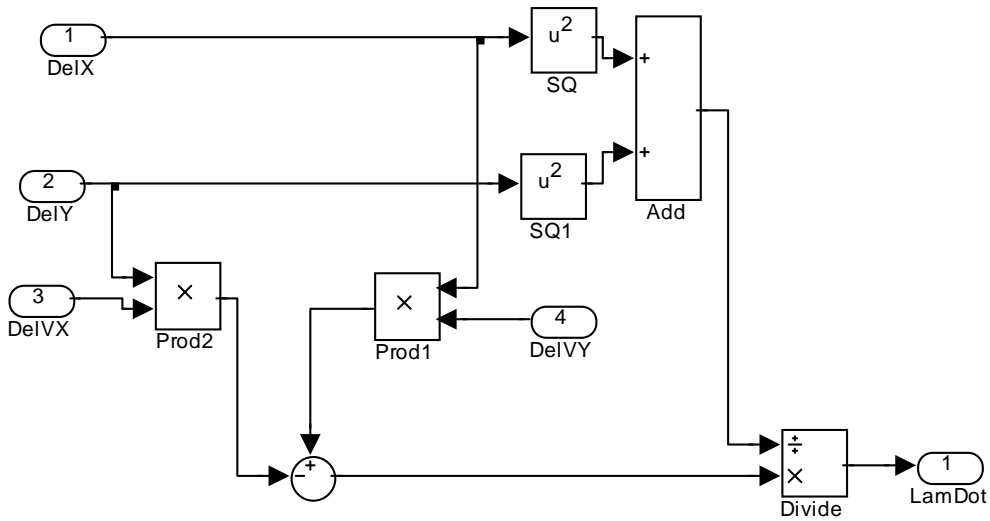 1
DelX
u²
SQ
+
+
Add
2
DelY
u²
SQ1
3
DelVX
×
Prod2
×
Prod1
4
DelVY
+
−
÷
×
Divide
1
LamDot